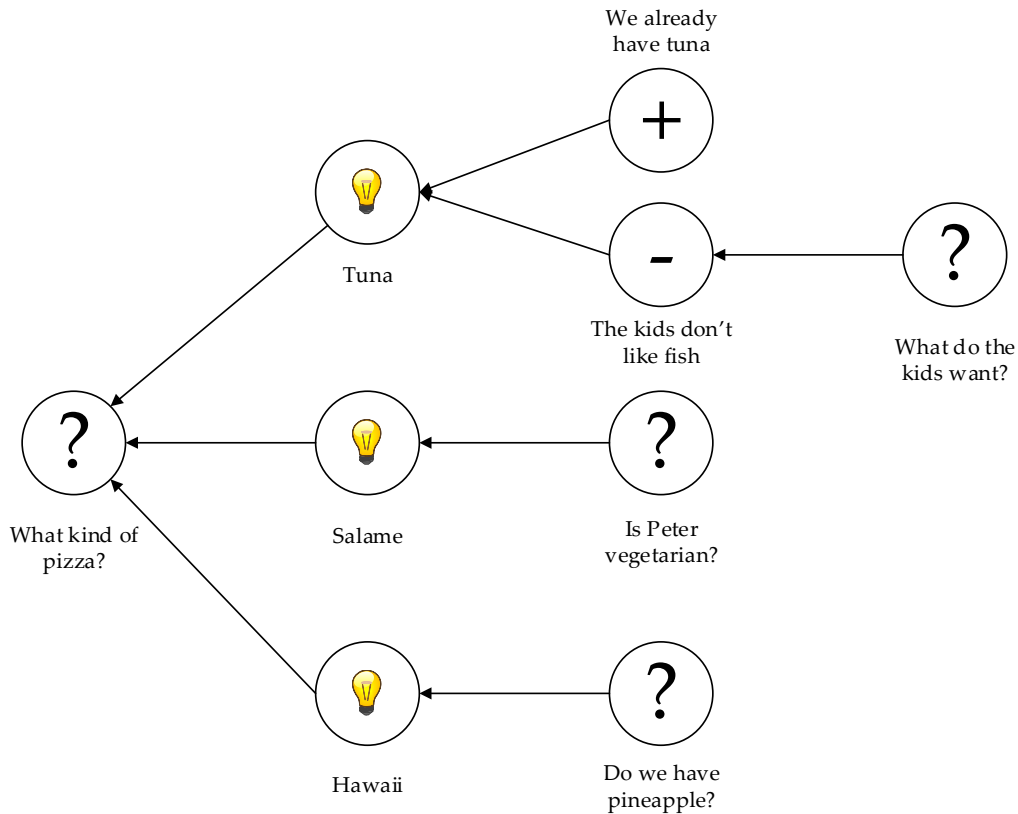 We already
have tuna
+
Tuna
-
The kids don't
like fish
?
What do the
kids want?
?
What kind of
pizza?
Salame
?
Is Peter
vegetarian?
Hawaii
?
Do we have
pineapple?